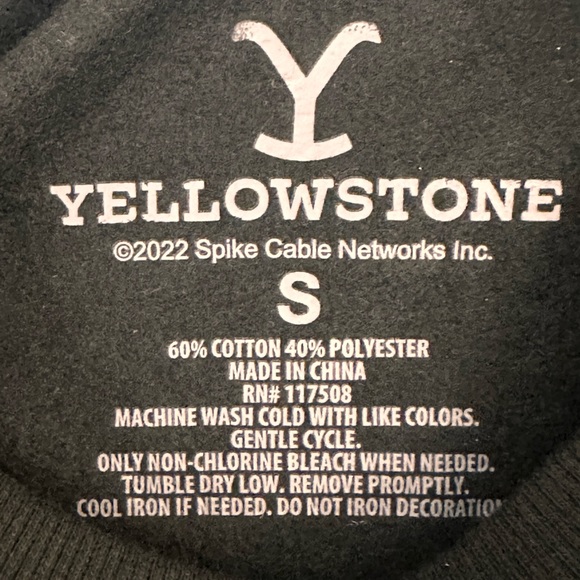 Y
YELLOWSTONE
©2022 Spike Cable Networks Inc.
S
60% COTTON 40% POLYESTER
MADE IN CHINA
RN# 117508
MACHINE WASH COLD WITH LIKE COLORS.
GENTLE CYCLE.
ONLY NON-CHLORINE BLEACH WHEN NEEDED.
TUMBLE DRY LOW. REMOVE PROMPTLY.
COOL IRON IF NEEDED. DO NOT IRON DECORATION